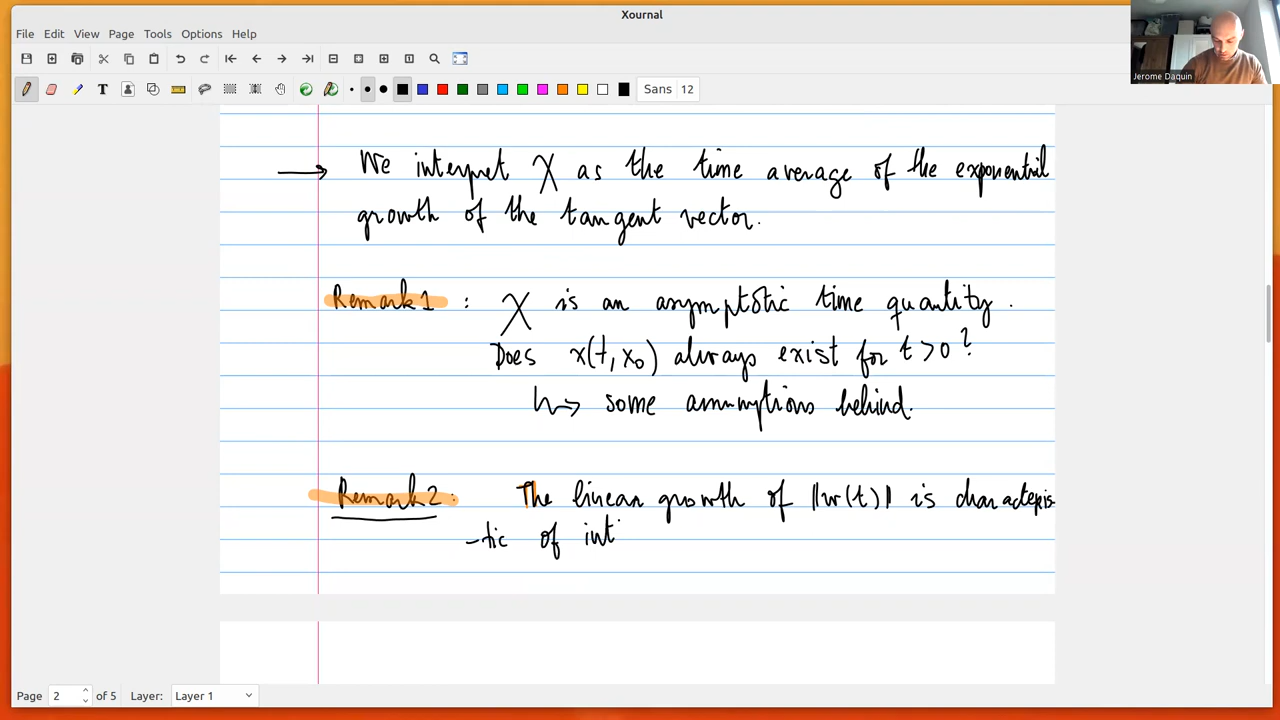 Xournal
File Edit View Page Tools Options Help
Sans 12
Jerome Daquin
→ We interpret χ as the time average of the exponential
growth of the tangent vector.
Remark 1 : χ is an asymptotic time quantity.
Does x(t, x₀) always exist for t > 0 ?
↳ some assumptions behind.
Remark 2 : The linear growth of ‖w(t)‖ is characteris
-tic of int
Page 2 of 5 Layer: Layer 1